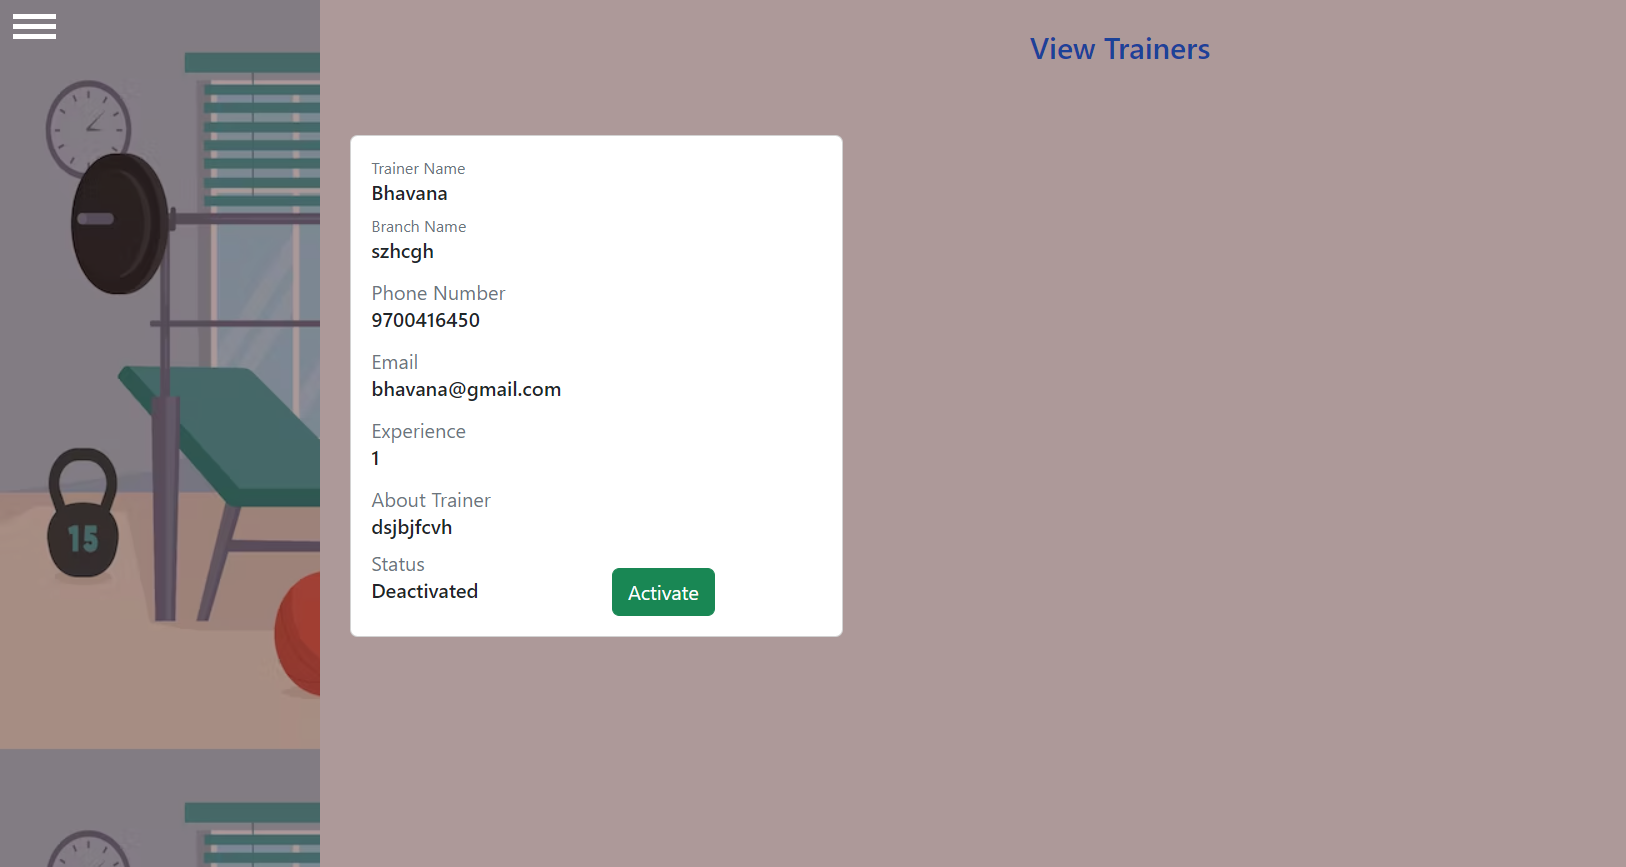 View Trainers
Trainer Name
Bhavana
Branch Name
szhcgh
Phone Number
9700416450
Email
bhavana@gmail.com
Experience
1
About Trainer
dsjbjfcvh
Status
Deactivated
Activate
15